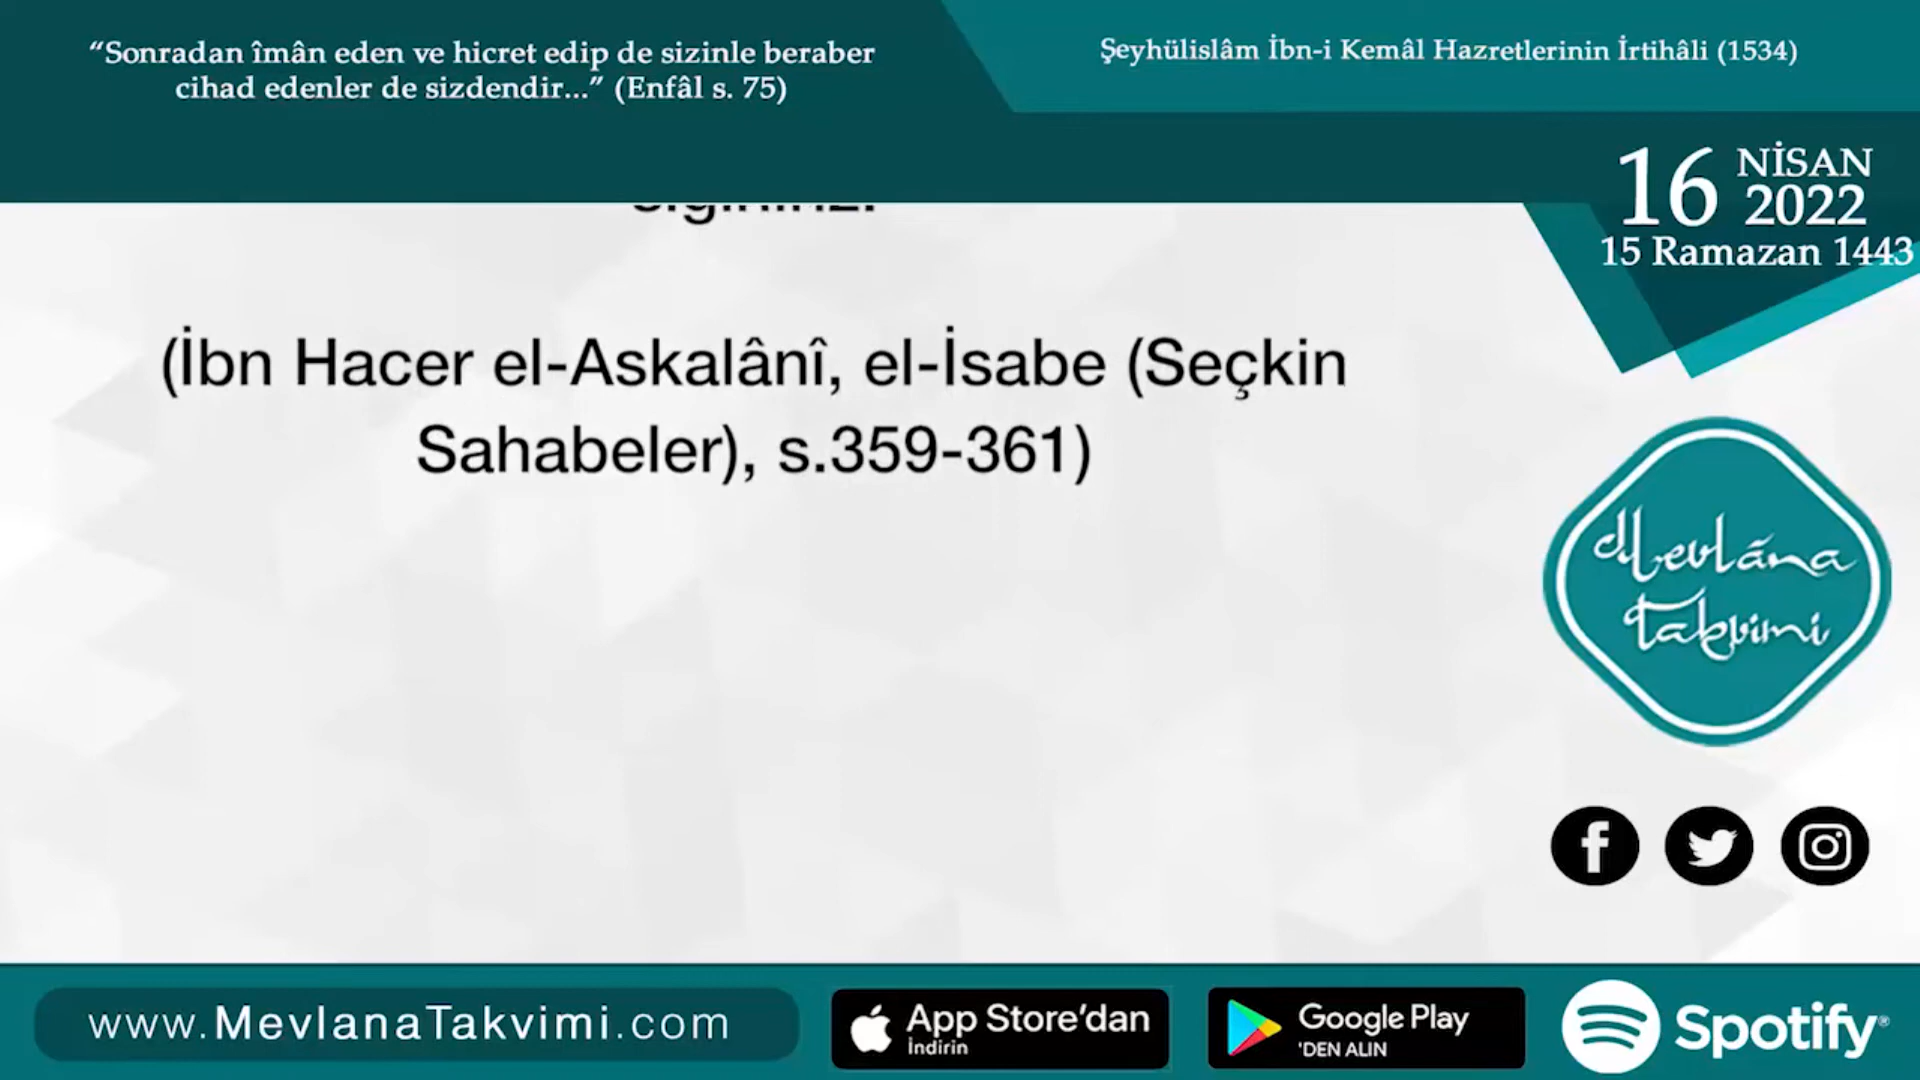 “Sonradan îmân eden ve hicret edip de sizinle beraber
cihad edenler de sizdendir...” (Enfâl s. 75)
Şeyhülislâm İbn-i Kemâl Hazretlerinin İrtihâli (1534)
16 NİSAN
2022
15 Ramazan 1443
(İbn Hacer el-Askalânî, el-İsabe (Seçkin
Sahabeler), s.359-361)
Mevlâna
Takvimi
www.MevlanaTakvimi.com
App Store’dan
İndirin
Google Play
'DEN ALIN
Spotify